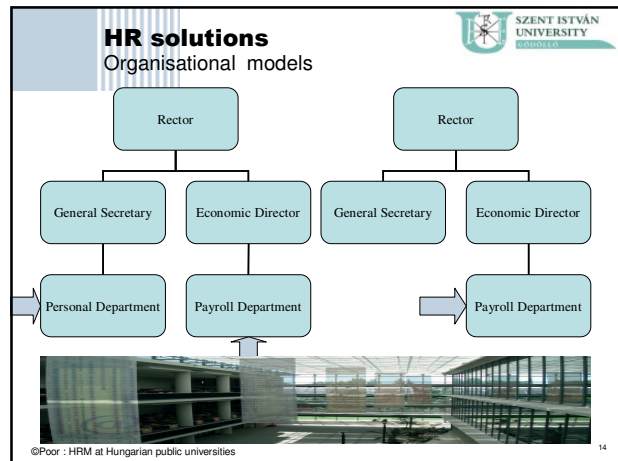 HR solutions
Organisational models
SZENT ISTVÁN
UNIVERSITY
GÖDÖLLŐ
Rector
Rector
General Secretary
Economic Director
General Secretary
Economic Director
Personal Department
Payroll Department
Payroll Department
©Poor : HRM at Hungarian public universities
14